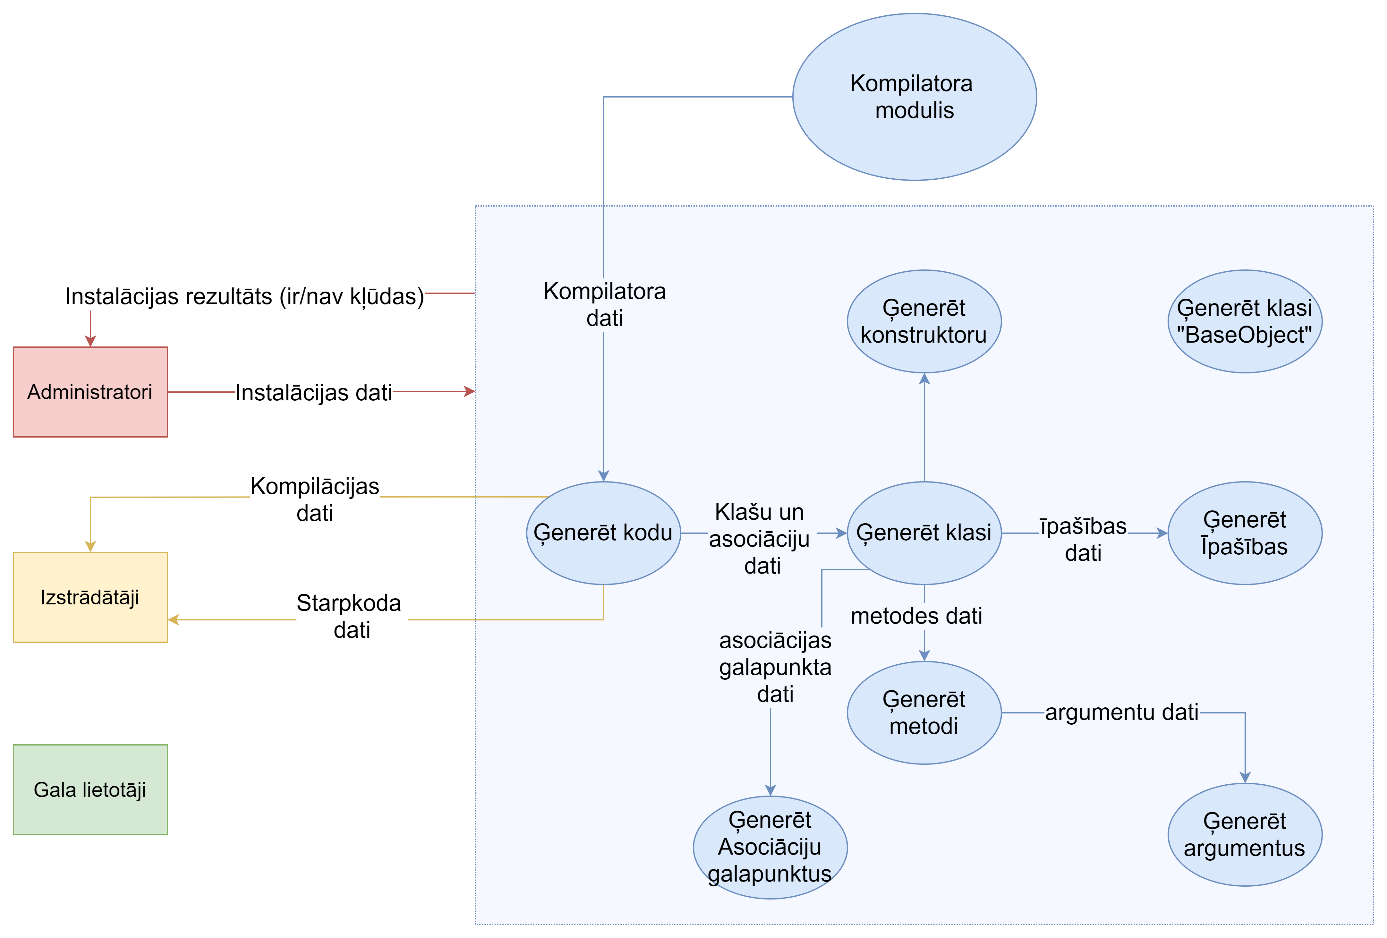 Kompilatora
modulis
Instalācijas rezultāts (ir/nav kļūdas)
Kompilatora
dati
Ģenerēt
konstruktoru
Ģenerēt klasi
"BaseObject"
Administratori
Instalācijas dati
Kompilācijas
dati
Ģenerēt kodu
Klašu un
asociāciju
dati
Ģenerēt klasi
īpašības
dati
Ģenerēt
Īpašības
Izstrādātāji
Starpkoda
dati
metodes dati
asociācijas
galapunkta
dati
Ģenerēt
metodi
argumentu dati
Gala lietotāji
Ģenerēt
Asociāciju
galapunktus
Ģenerēt
argumentus